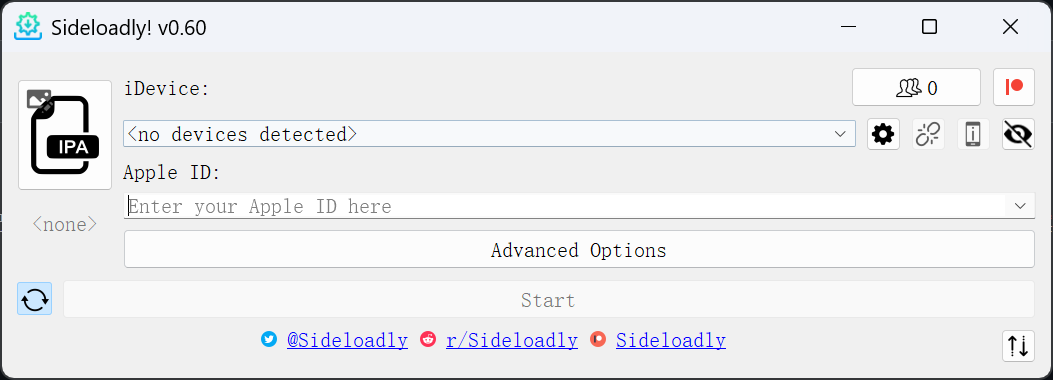 Sideloadly! v0.60
iDevice:
0
IPA
<no devices detected>
Apple ID:
Enter your Apple ID here
<none>
Advanced Options
Start
@Sideloadly r/Sideloadly Sideloadly